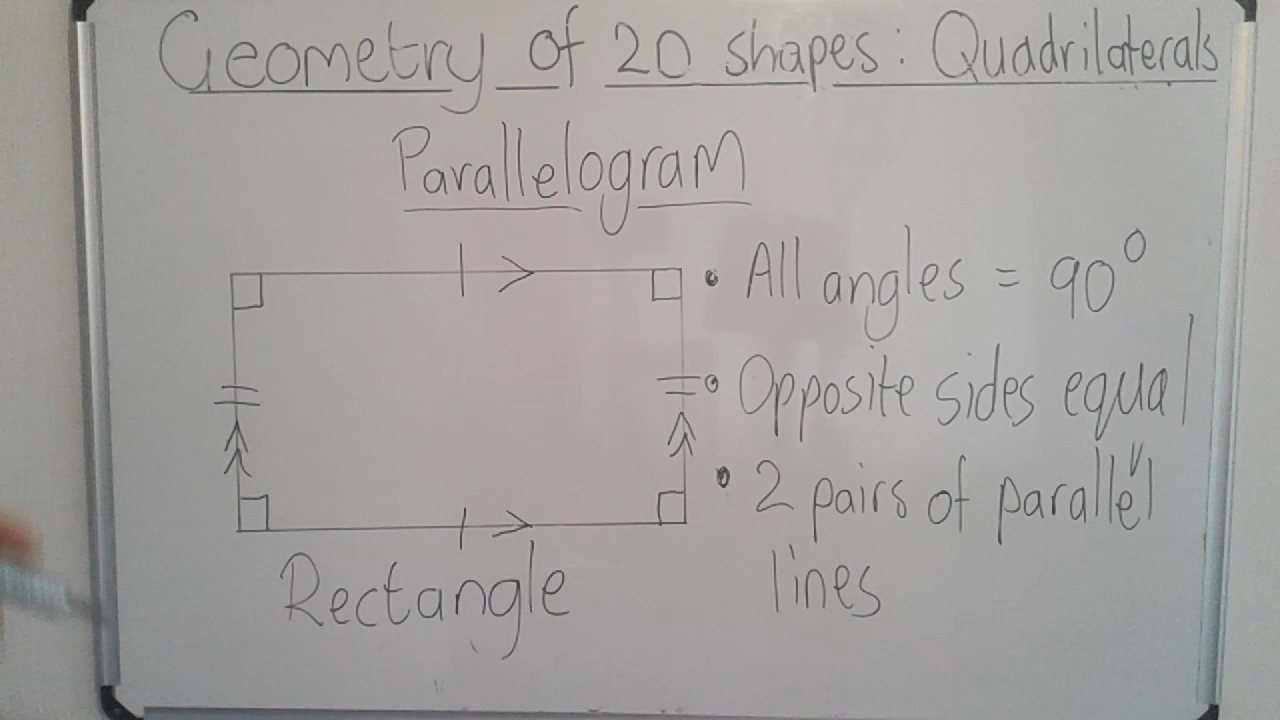 Geometry of 2D shapes: Quadrilaterals
Parallelogram
• All angles = 90°
• Opposite sides equal
• 2 pairs of parallel
lines
Rectangle